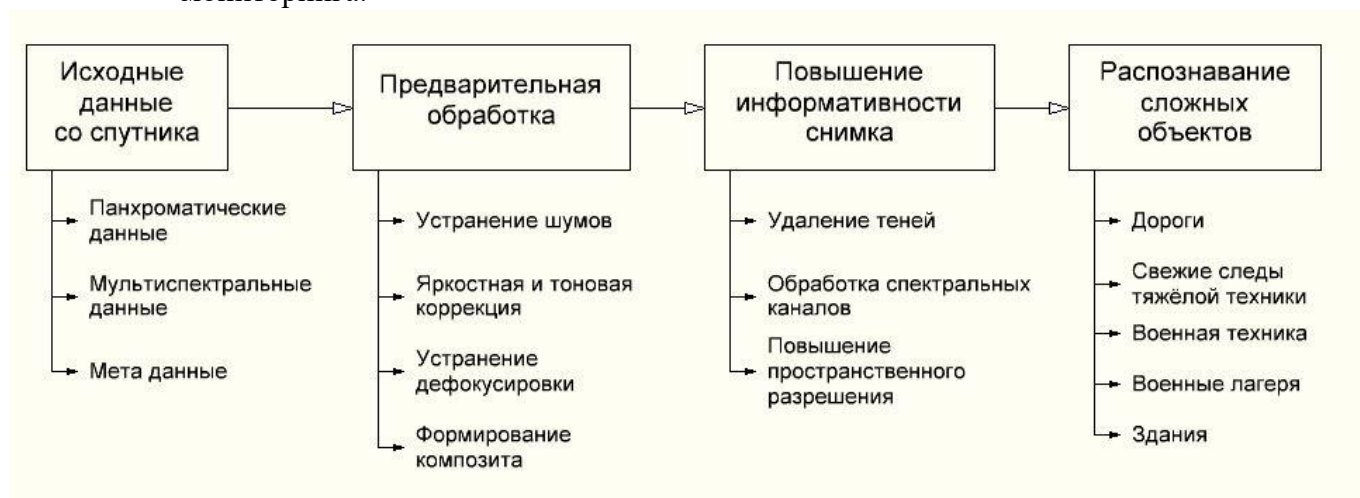 мониторинга.
Исходные
данные
со спутника
Панхроматические
данные
Мультиспектральные
данные
Мета данные
Предварительная
обработка
Устранение шумов
Яркостная и тоновая
коррекция
Устранение
дефокусировки
Формирование
композита
Повышение
информативности
снимка
Удаление теней
Обработка спектральных
каналов
Повышение
пространственного
разрешения
Распознавание
сложных
объектов
Дороги
Свежие следы
тяжёлой техники
Военная техника
Военные лагеря
Здания